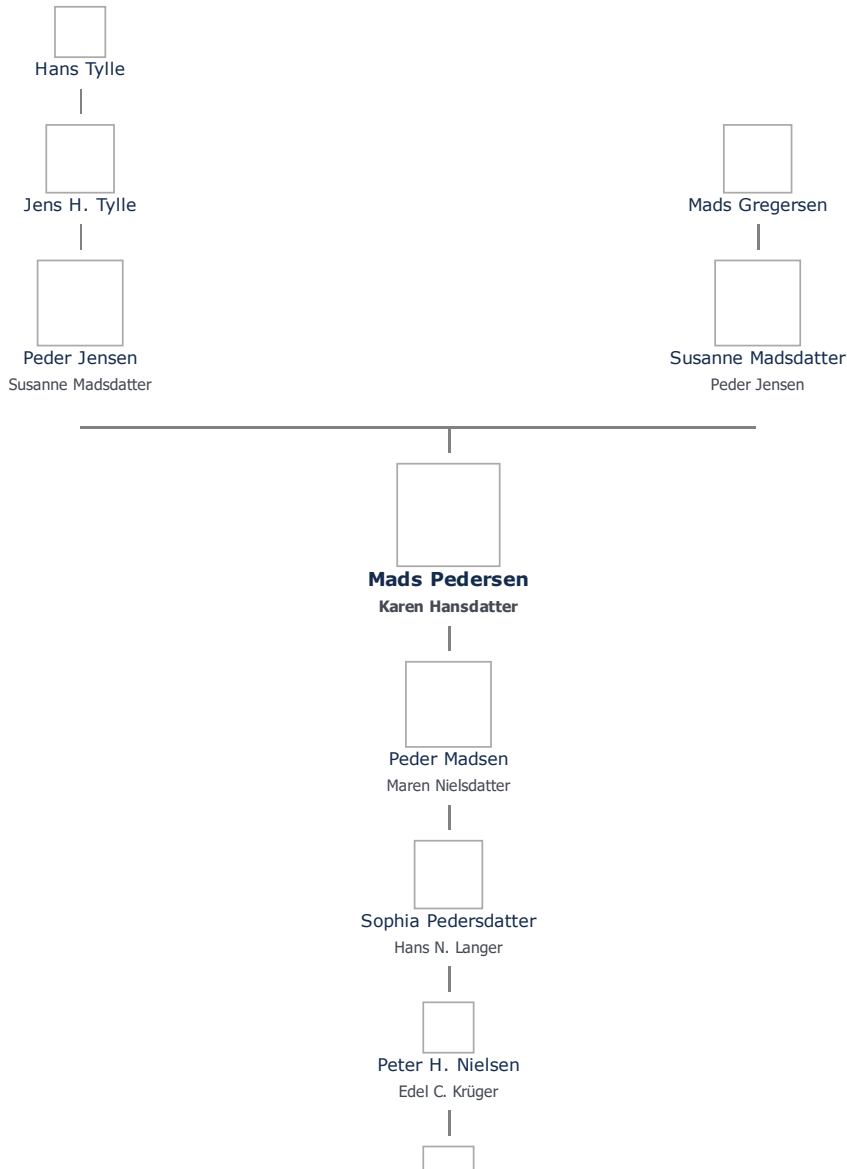 Hans Tylle
Jens H. Tylle
Mads Gregersen
Peder Jensen
Susanne Madsdatter
Susanne Madsdatter
Peder Jensen
Mads Pedersen
Karen Hansdatter
Peder Madsen
Maren Nielsdatter
Sophia Pedersdatter
Hans N. Langer
Peter H. Nielsen
Edel C. Krüger